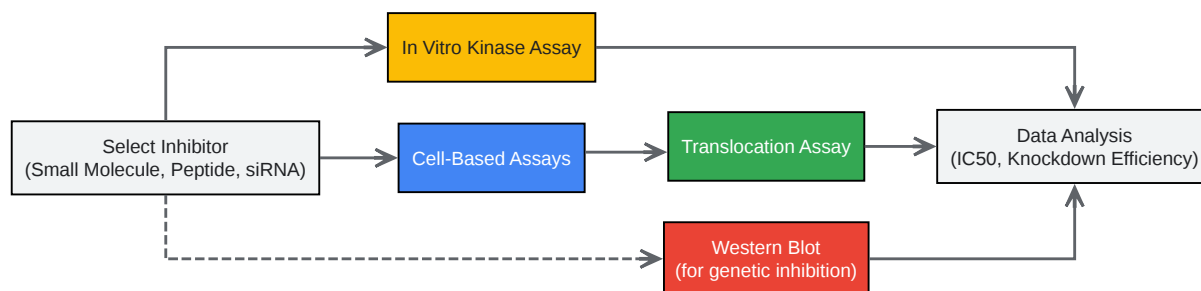 In Vitro Kinase Assay
Select Inhibitor
(Small Molecule, Peptide, siRNA)
Cell-Based Assays
Translocation Assay
Data Analysis
(IC50, Knockdown Efficiency)
Western Blot
(for genetic inhibition)